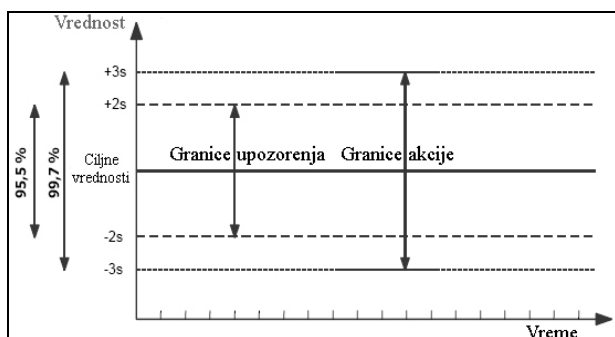 Vrednost
+3s
+2s
95,5 %
99,7 %
Ciljne
vrednosti
Granice upozorenja
Granice akcije
-2s
-3s
Vreme